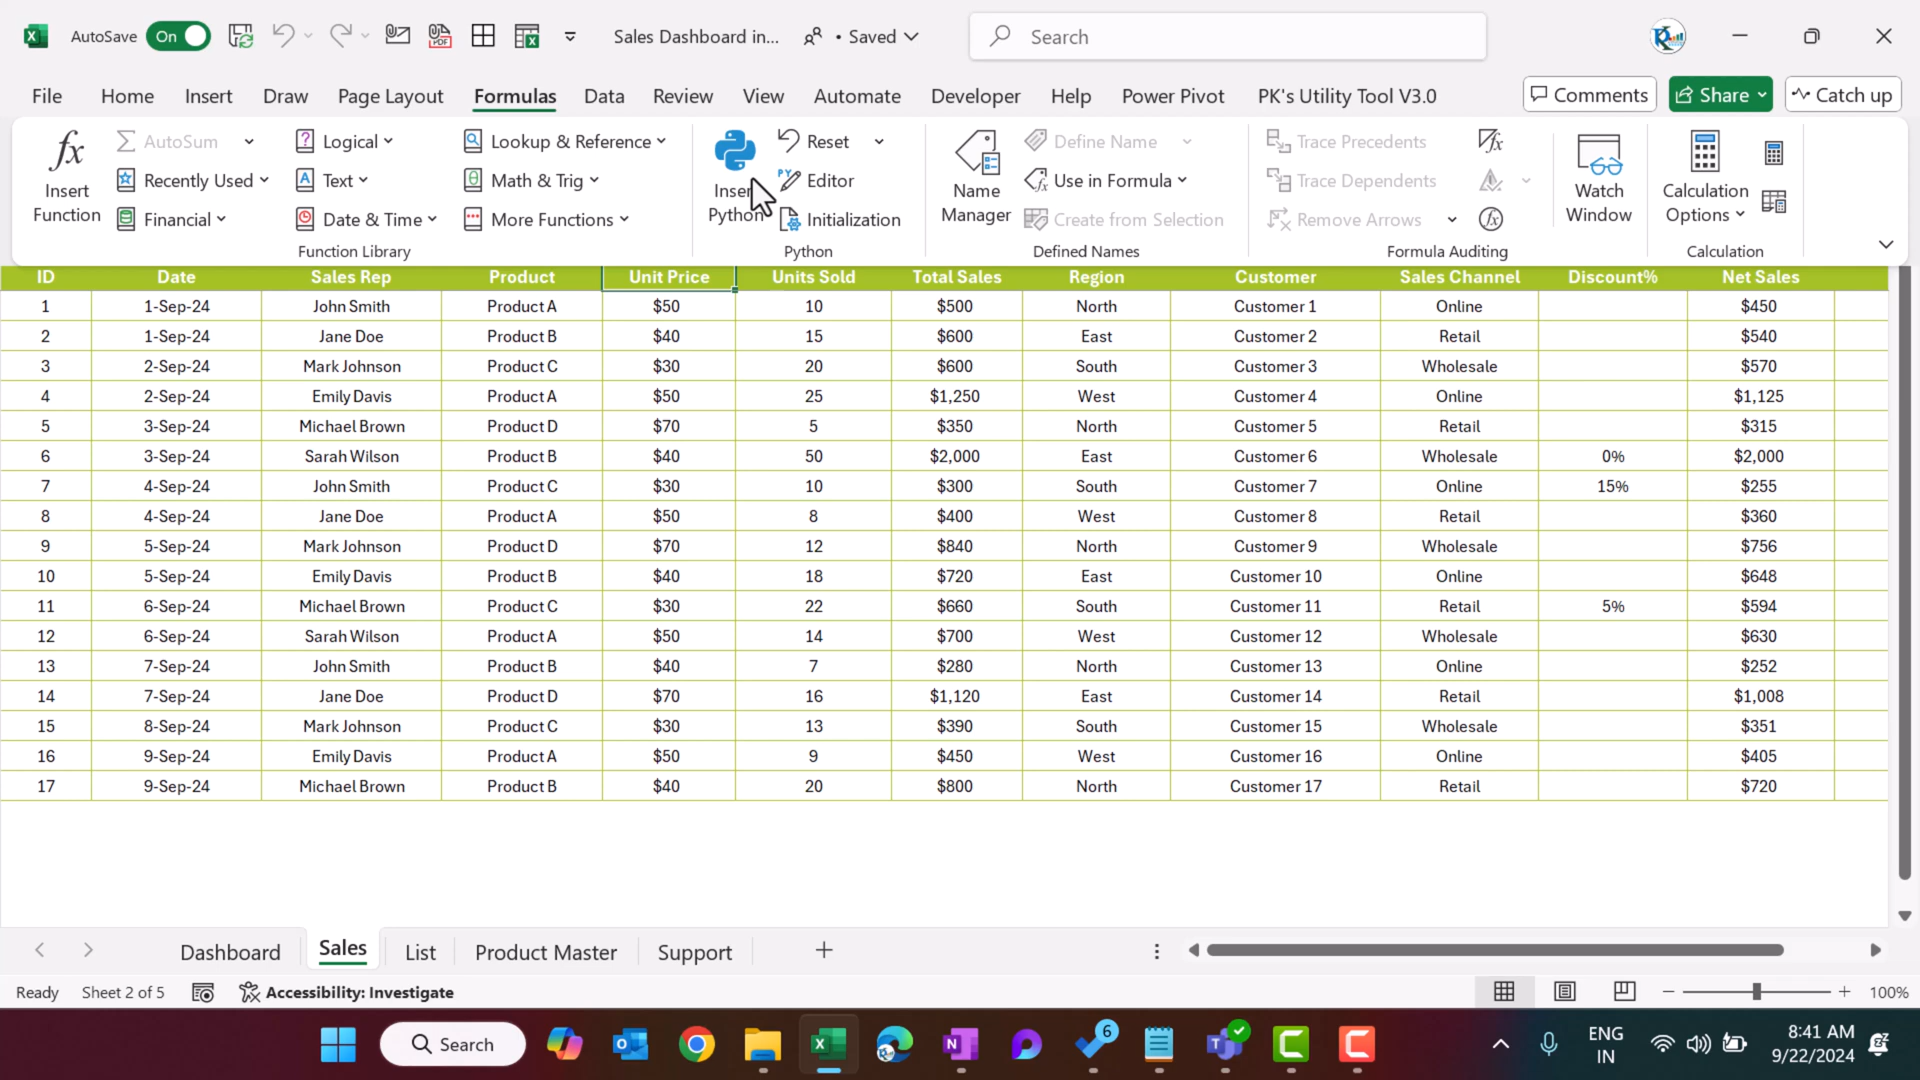 AutoSave On Sales Dashboard in... • Saved Search
File Home Insert Draw Page Layout Formulas Data Review View Automate Developer Help Power Pivot PK's Utility Tool V3.0 Comments Share Catch up
Insert Function
AutoSum
Recently Used
Financial
Logical
Text
Date & Time
Lookup & Reference
Math & Trig
More Functions
Function Library
Insert Python
Reset
Editor
Initialization
Python
Name Manager
Define Name
Use in Formula
Create from Selection
Defined Names
Trace Precedents
Trace Dependents
Remove Arrows
Formula Auditing
Watch Window
Calculation Options
Calculation
ID Date Sales Rep Product Unit Price Units Sold Total Sales Region Customer Sales Channel Discount% Net Sales
1 1-Sep-24 John Smith Product A $50 10 $500 North Customer 1 Online $450
2 1-Sep-24 Jane Doe Product B $40 15 $600 East Customer 2 Retail $540
3 2-Sep-24 Mark Johnson Product C $30 20 $600 South Customer 3 Wholesale $570
4 2-Sep-24 Emily Davis Product A $50 25 $1,250 West Customer 4 Online $1,125
5 3-Sep-24 Michael Brown Product D $70 5 $350 North Customer 5 Retail $315
6 3-Sep-24 Sarah Wilson Product B $40 50 $2,000 East Customer 6 Wholesale 0% $2,000
7 4-Sep-24 John Smith Product C $30 10 $300 South Customer 7 Online 15% $255
8 4-Sep-24 Jane Doe Product A $50 8 $400 West Customer 8 Retail $360
9 5-Sep-24 Mark Johnson Product D $70 12 $840 North Customer 9 Wholesale $756
10 5-Sep-24 Emily Davis Product B $40 18 $720 East Customer 10 Online $648
11 6-Sep-24 Michael Brown Product C $30 22 $660 South Customer 11 Retail 5% $594
12 6-Sep-24 Sarah Wilson Product A $50 14 $700 West Customer 12 Wholesale $630
13 7-Sep-24 John Smith Product B $40 7 $280 North Customer 13 Online $252
14 7-Sep-24 Jane Doe Product D $70 16 $1,120 East Customer 14 Retail $1,008
15 8-Sep-24 Mark Johnson Product C $30 13 $390 South Customer 15 Wholesale $351
16 9-Sep-24 Emily Davis Product A $50 9 $450 West Customer 16 Online $405
17 9-Sep-24 Michael Brown Product B $40 20 $800 North Customer 17 Retail $720
Dashboard Sales List Product Master Support
Ready Sheet 2 of 5 Accessibility: Investigate 100%
Search 6 ENG 8:41 AM
IN 9/22/2024